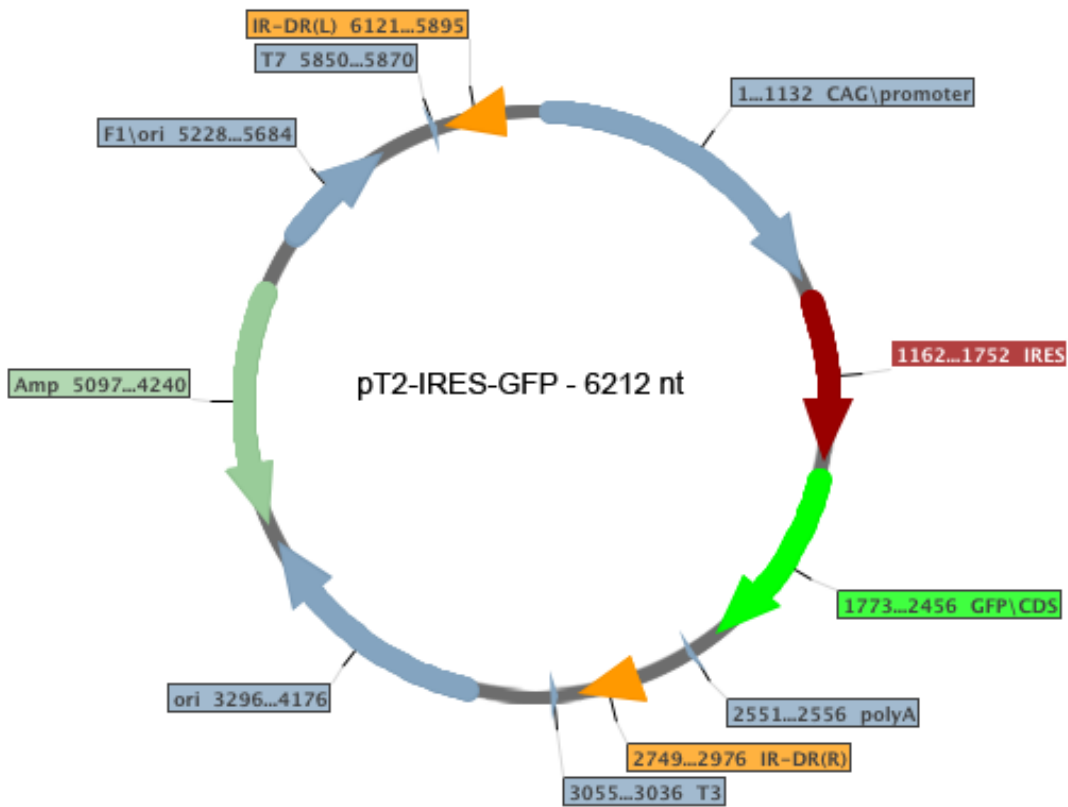 IR-DR(L) 6121...5895
T7 5850...5870
1...1132 CAG\promoter
F1\ori 5228...5684
1162...1752 IRES
Amp 5097...4240
pT2-IRES-GFP - 6212 nt
1773...2456 GFP\CDS
ori 3296...4176
2551...2556 polyA
2749...2976 IR-DR(R)
3055...3036 T3